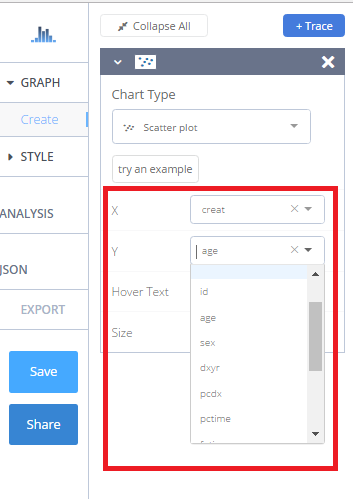 Collapse All
+ Trace
GRAPH
Create
STYLE
ANALYSIS
JSON
EXPORT
Save
Share
Chart Type
Scatter plot
try an example
X
creat
Y
age
Hover Text
Size
id
age
sex
dxyr
pcdx
pctime